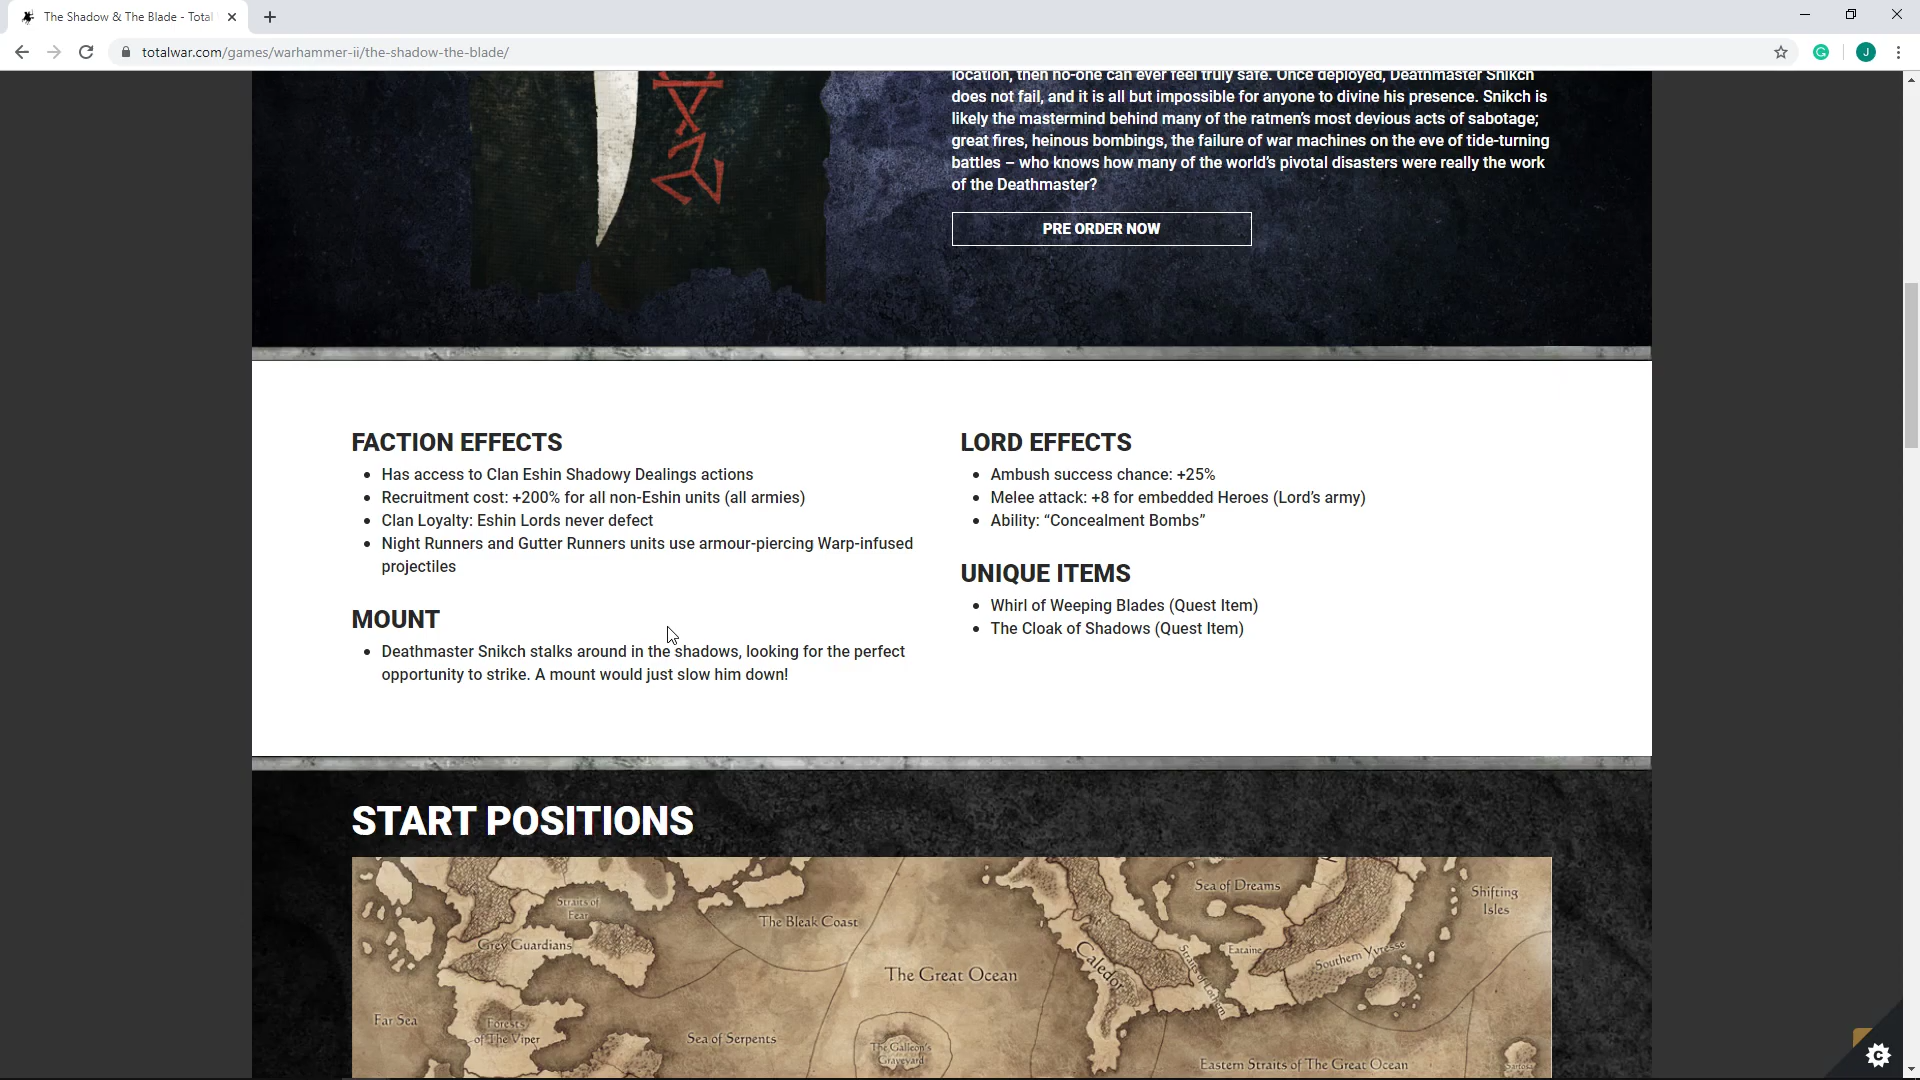 The Shadow & The Blade - Total
totalwar.com/games/warhammer-ii/the-shadow-the-blade/
J
location, then no-one can ever feel truly safe. Once deployed, Deathmaster Snikch
does not fail, and it is all but impossible for anyone to divine his presence. Snikch is
likely the mastermind behind many of the ratmen's most devious acts of sabotage;
great fires, heinous bombings, the failure of war machines on the eve of tide-turning
battles – who knows how many of the world's pivotal disasters were really the work
of the Deathmaster?
PRE ORDER NOW
FACTION EFFECTS
• Has access to Clan Eshin Shadowy Dealings actions
• Recruitment cost: +200% for all non-Eshin units (all armies)
• Clan Loyalty: Eshin Lords never defect
• Night Runners and Gutter Runners units use armour-piercing Warp-infused
projectiles
MOUNT
• Deathmaster Snikch stalks around in the shadows, looking for the perfect
opportunity to strike. A mount would just slow him down!
LORD EFFECTS
• Ambush success chance: +25%
• Melee attack: +8 for embedded Heroes (Lord's army)
• Ability: “Concealment Bombs”
UNIQUE ITEMS
• Whirl of Weeping Blades (Quest Item)
• The Cloak of Shadows (Quest Item)
START POSITIONS
Straits of
Fear
The Bleak Coast
Grey Guardians
The Great Ocean
Far Sea
Forests
of The Viper
Sea of Serpents
The Galleon's
Graveyard
Caledor
Sea of Dreams
Shifting
Isles
Eataine
Straits of Lothern
Southern Yvresse
Eastern Straits of The Great Ocean
Sartosa